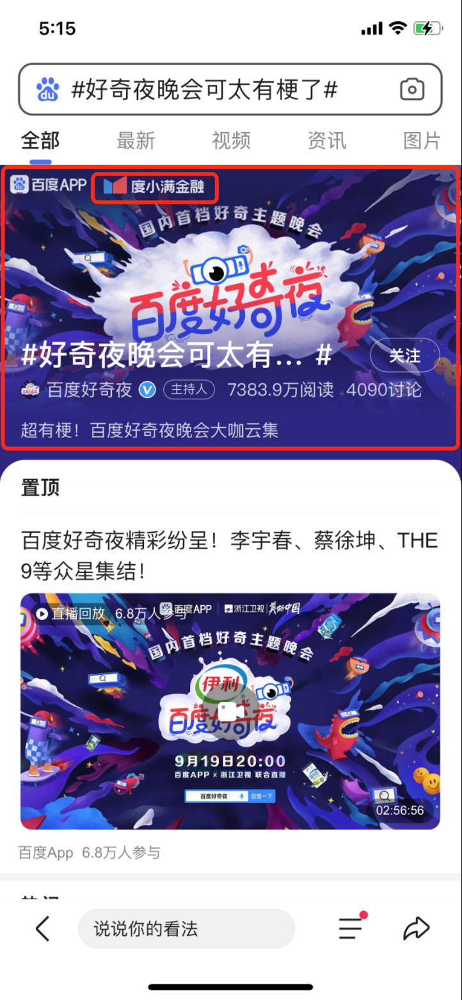 5:15
du #好奇夜晚会可太有梗了#
全部 最新 视频 资讯 图片
百度APP 度小满金融
国内首档好奇主题晚会
百度好奇夜
#好奇夜晚会可太有... # 关注
百度好奇夜 V 主持人 7383.9万阅读 4090讨论
超有梗！百度好奇夜晚会大咖云集
置顶
百度好奇夜精彩纷呈！李宇春、蔡徐坤、THE
9等众星集结！
直播回放 6.8万人参与 百度APP 浙江卫视 美好中国
国内首档好奇主题晚会
伊利
百度好奇夜
9月19日20:00
百度APP x 浙江卫视 联合直播
百度好奇夜 百度一下
02:56:56
百度App 6.8万人参与
说说你的看法